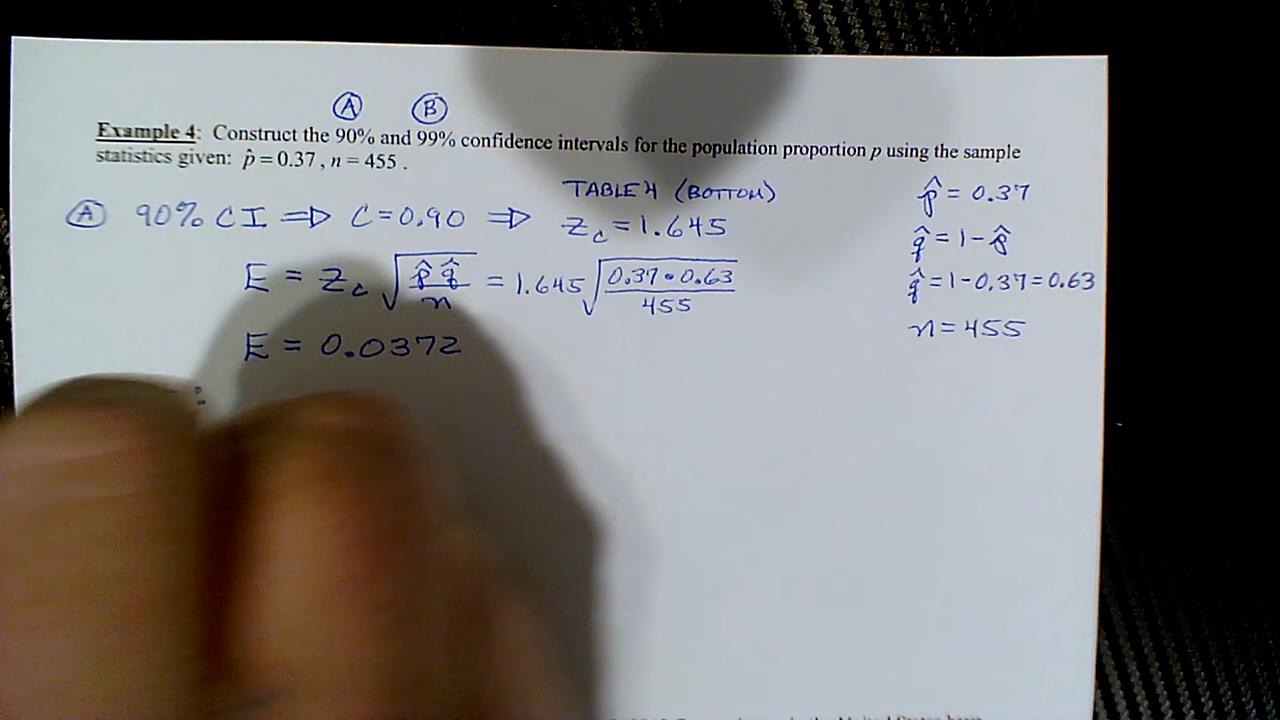 Ⓐ Ⓑ
Example 4: Construct the 90% and 99% confidence intervals for the population proportion p using the sample
statistics given: p̂ = 0.37, n = 455.
TABLE 4 (BOTTOM)
Ⓐ 90% CI ⇒ C = 0.90 ⇒ z_c = 1.645
E = z_c √(p̂ q̂ / n) = 1.645 √(0.37 • 0.63 / 455)
E = 0.0372
p̂ = 0.37
q̂ = 1 - p̂
q̂ = 1 - 0.37 = 0.63
n = 455